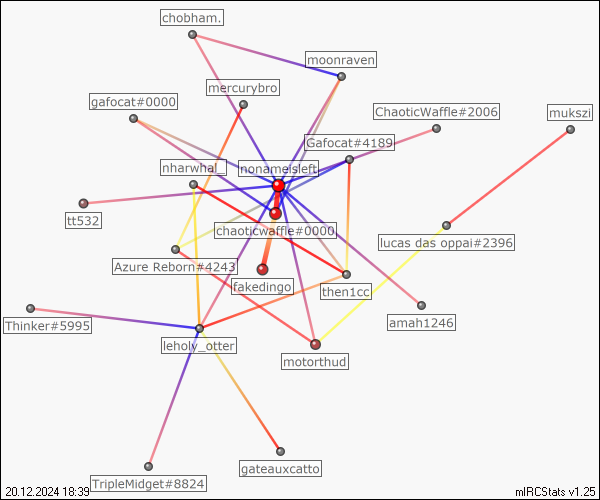 chobham.
moonraven
mercurybro
gafocat#0000
ChaoticWaffle#2006
mukszi
Gafocat#4189
nharwhal_
nonameisleft
tt532
chaoticwaffle#0000
lucas das oppai#2396
Azure Reborn#4243
fakedingo
then1cc
amah1246
Thinker#5995
leholy_otter
motorthud
gateauxcatto
TripleMidget#8824
20.12.2024 18:39
mIRCStats v1.25